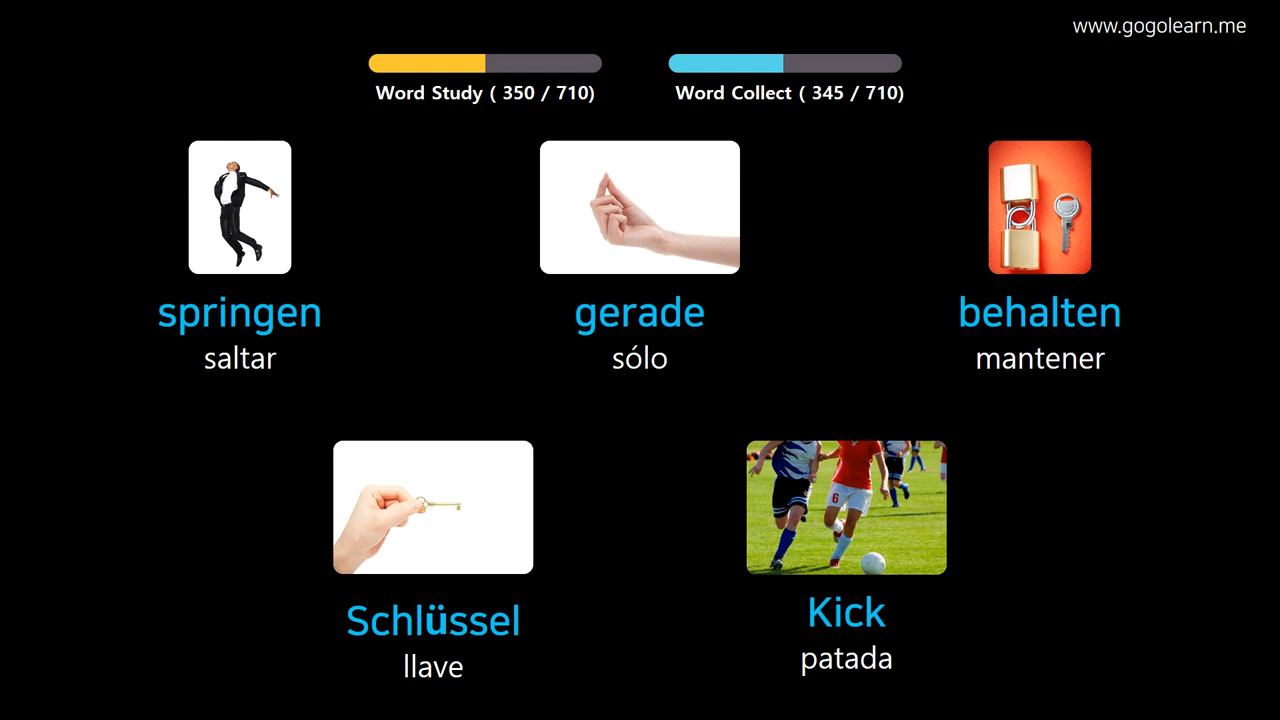 www.gogolearn.me
Word Study ( 350 / 710)
Word Collect ( 345 / 710)
springen
saltar
gerade
sólo
behalten
mantener
6
Schlüssel
llave
Kick
patada